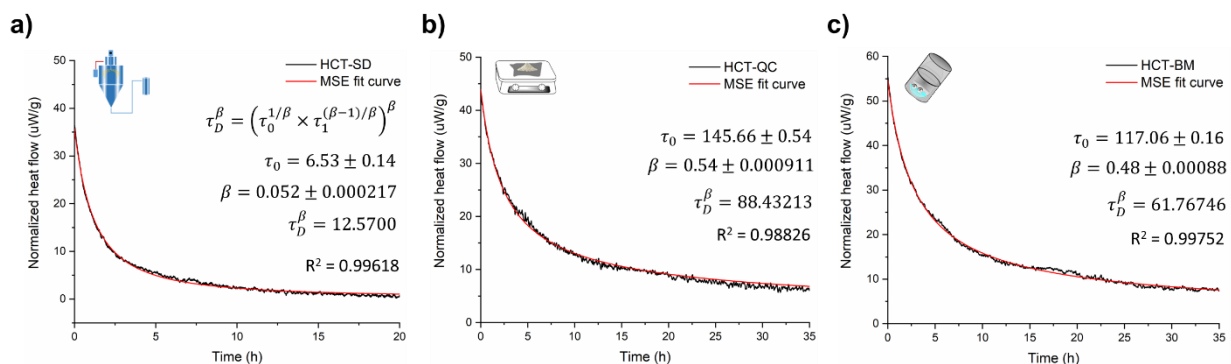 a)
50
40
30
20
10
0
Normalized heat flow (uW/g)
HCT-SD
MSE fit curve
τ_D^β = (τ_0^{1/β} × τ_1^{(β−1)/β})^β
τ_0 = 6.53 ± 0.14
β = 0.052 ± 0.000217
τ_D^β = 12.5700
R² = 0.99618
0 5 10 15 20
Time (h)
b)
50
40
30
20
10
0
Normalized heat flow (uW/g)
HCT-QC
MSE fit curve
τ_0 = 145.66 ± 0.54
β = 0.54 ± 0.000911
τ_D^β = 88.43213
R² = 0.98826
0 5 10 15 20 25 30 35
Time (h)
c)
60
50
40
30
20
10
0
Normalized heat flow (uW/g)
HCT-BM
MSE fit curve
τ_0 = 117.06 ± 0.16
β = 0.48 ± 0.00088
τ_D^β = 61.76746
R² = 0.99752
0 5 10 15 20 25 30 35
Time (h)